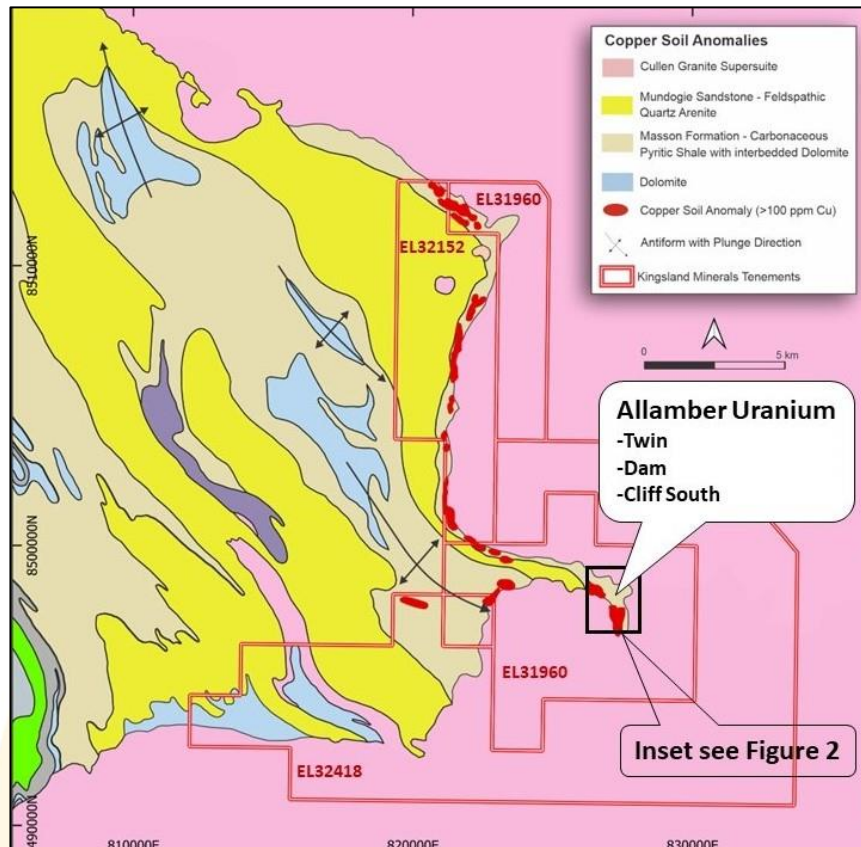 Copper Soil Anomalies
Cullen Granite Supersuite
Mundogie Sandstone - Feldspathic
Quartz Arenite
Masson Formation - Carbonaceous
Pyritic Shale with interbedded Dolomite
Dolomite
Copper Soil Anomaly (>100 ppm Cu)
Antiform with Plunge Direction
Kingsland Minerals Tenements
0 5 km
EL31960
EL32152
8510000N
Allamber Uranium
-Twin
-Dam
-Cliff South
8500000N
EL31960
Inset see Figure 2
EL32418
490000N
810000E 820000E 830000E